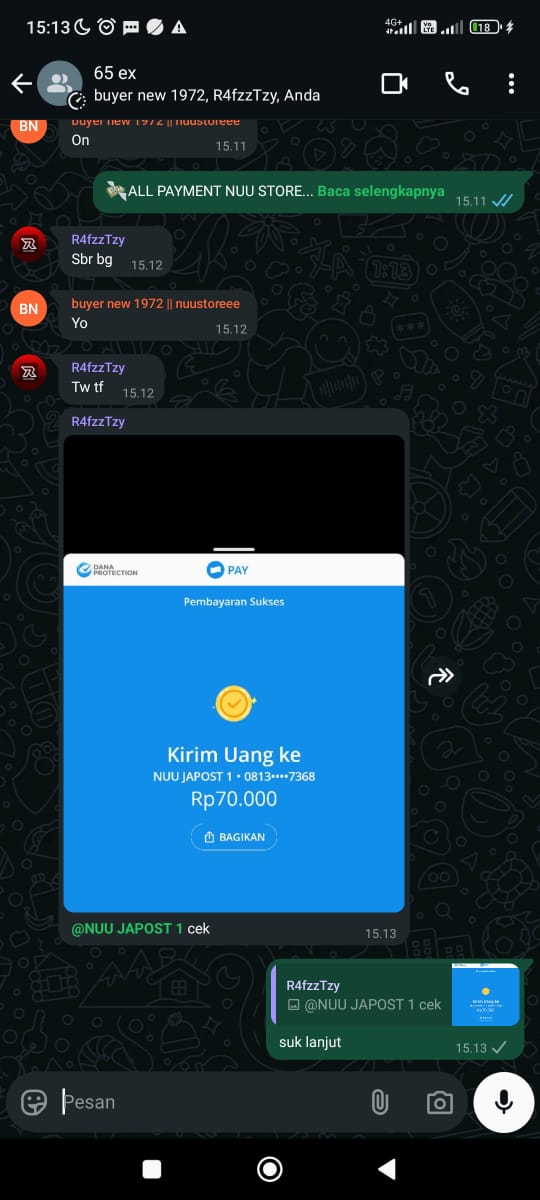 15:13
4G+
Vo
LTE
18
65 ex
buyer new 1972, R4fzzTzy, Anda
BN
buyer new 1972 || nuustoreee
On
15.11
💸ALL PAYMENT NUU STORE... Baca selengkapnya
15.11
R4fzzTzy
Sbr bg
15.12
BN
buyer new 1972 || nuustoreee
Yo
15.12
R4fzzTzy
Tw tf
15.12
R4fzzTzy
DANA
PROTECTION
PAY
Pembayaran Sukses
Kirim Uang ke
NUU JAPOST 1 • 0813••••7368
Rp70.000
BAGIKAN
@NUU JAPOST 1 cek
15.13
R4fzzTzy
@NUU JAPOST 1 cek
suk lanjut
15.13
Pesan